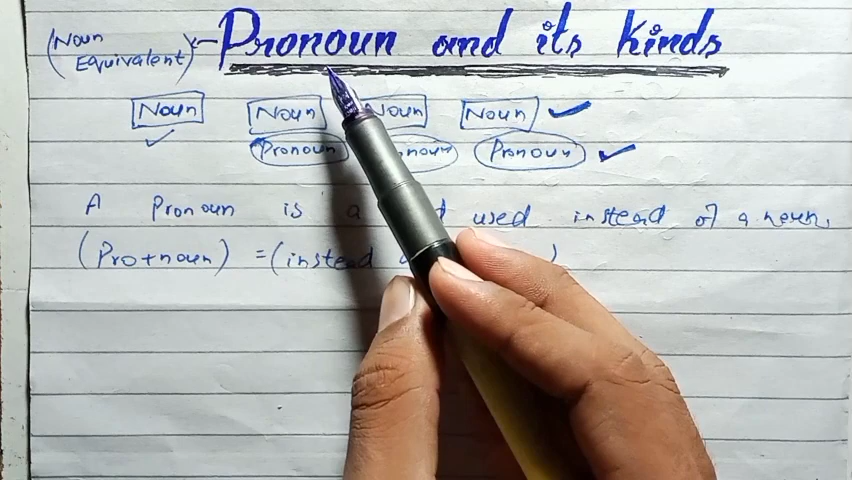 Pronoun and its kinds
(Noun
Equivalent)
Noun Noun Noun Noun
Pronoun Pronoun
A Pronoun is a used instead of a noun.
(Pro+noun) = (instead )